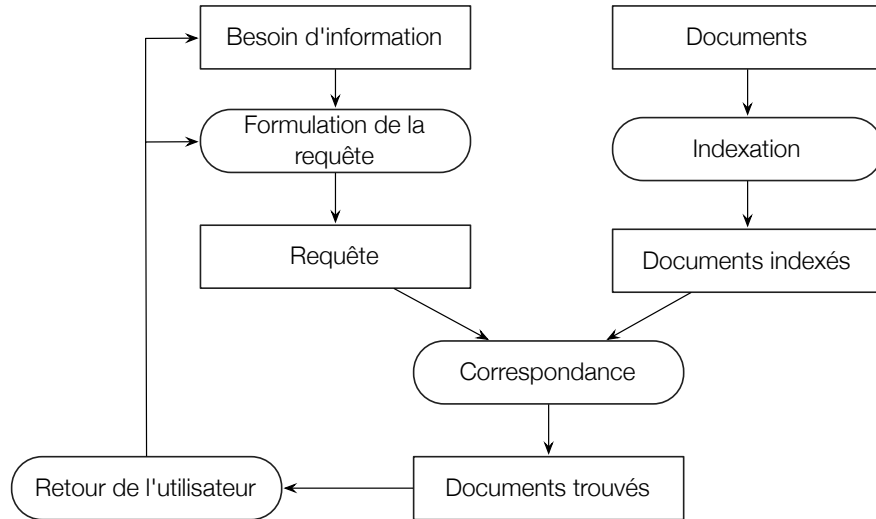 Besoin d'information
Documents
Formulation de la
requête
Indexation
Requête
Documents indexés
Correspondance
Retour de l'utilisateur
Documents trouvés